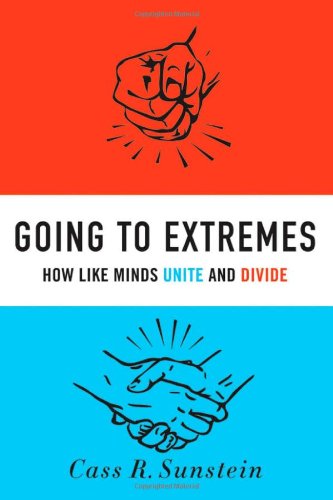 GOING TO EXTREMES
HOW LIKE MINDS UNITE AND DIVIDE
Cass R. Sunstein